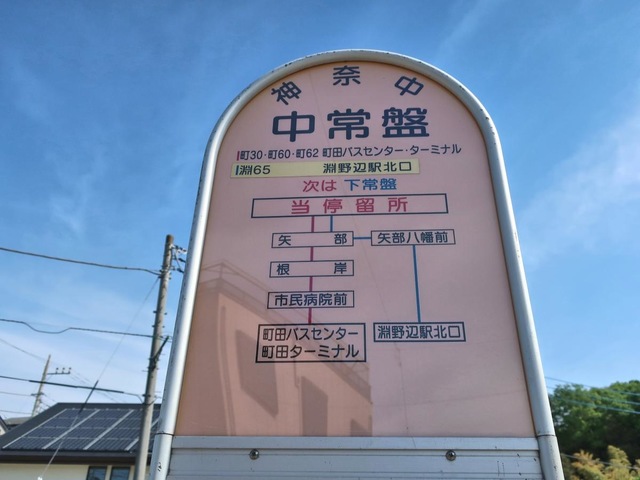 神奈中
中常盤
町30・町60・町62 町田バスセンター・ターミナル
淵65 淵野辺駅北口
次は 下常盤
当停留所
矢部 矢部八幡前
根岸
市民病院前
町田バスセンター
町田ターミナル
淵野辺駅北口